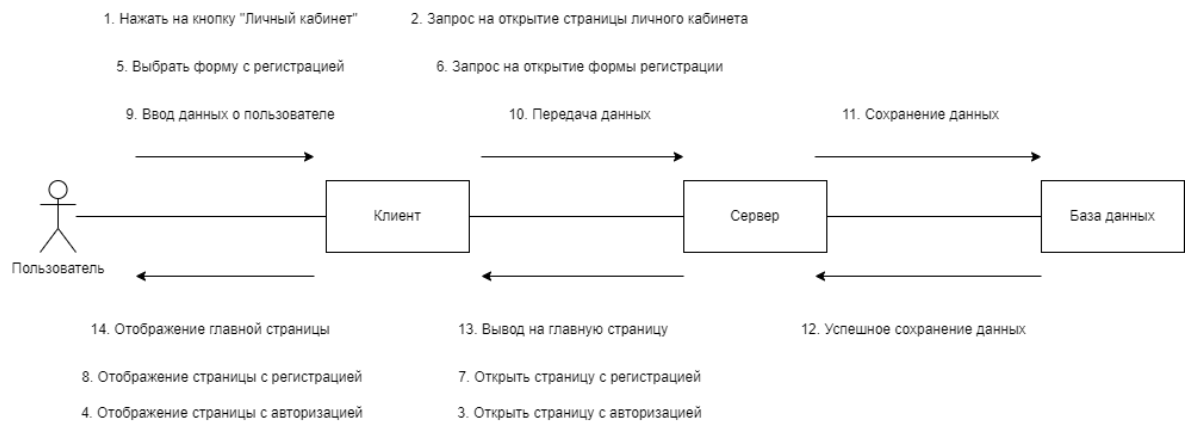 1. Нажать на кнопку "Личный кабинет"
2. Запрос на открытие страницы личного кабинета
5. Выбрать форму с регистрацией
6. Запрос на открытие формы регистрации
9. Ввод данных о пользователе
10. Передача данных
11. Сохранение данных
Клиент
Сервер
База данных
Пользователь
14. Отображение главной страницы
13. Вывод на главную страницу
12. Успешное сохранение данных
8. Отображение страницы с регистрацией
7. Открыть страницу с регистрацией
4. Отображение страницы с авторизацией
3. Открыть страницу с авторизацией